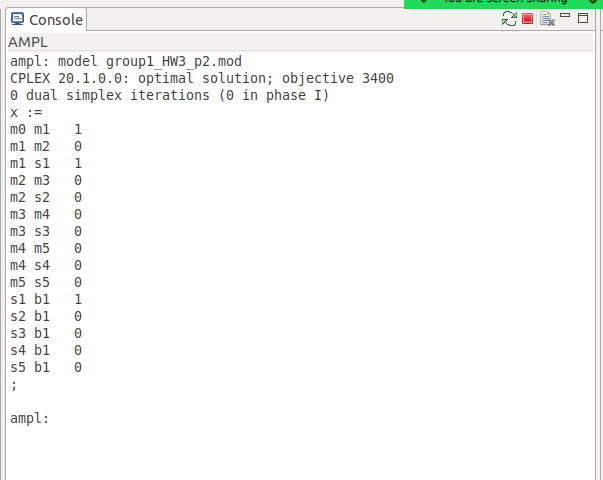 You are screen sharing
Console
AMPL
ampl: model group1_HW3_p2.mod
CPLEX 20.1.0.0: optimal solution; objective 3400
0 dual simplex iterations (0 in phase I)
x :=
m0 m1   1
m1 m2   0
m1 s1   1
m2 m3   0
m2 s2   0
m3 m4   0
m3 s3   0
m4 m5   0
m4 s4   0
m5 s5   0
s1 b1   1
s2 b1   0
s3 b1   0
s4 b1   0
s5 b1   0
;
ampl: